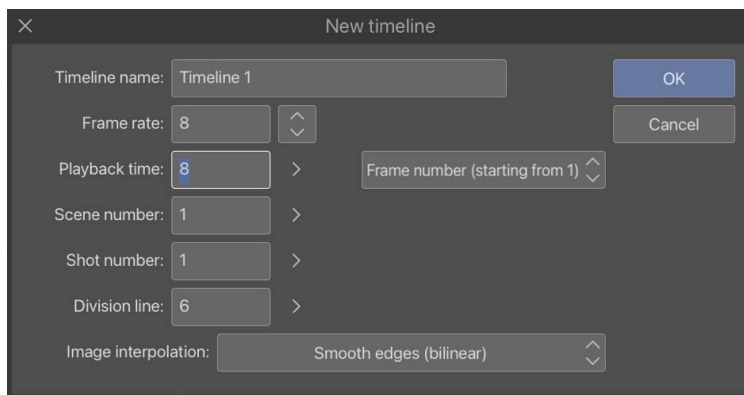 New timeline
Timeline name: Timeline 1 OK
Frame rate: 8 Cancel
Playback time: 8 Frame number (starting from 1)
Scene number: 1
Shot number: 1
Division line: 6
Image interpolation: Smooth edges (bilinear)